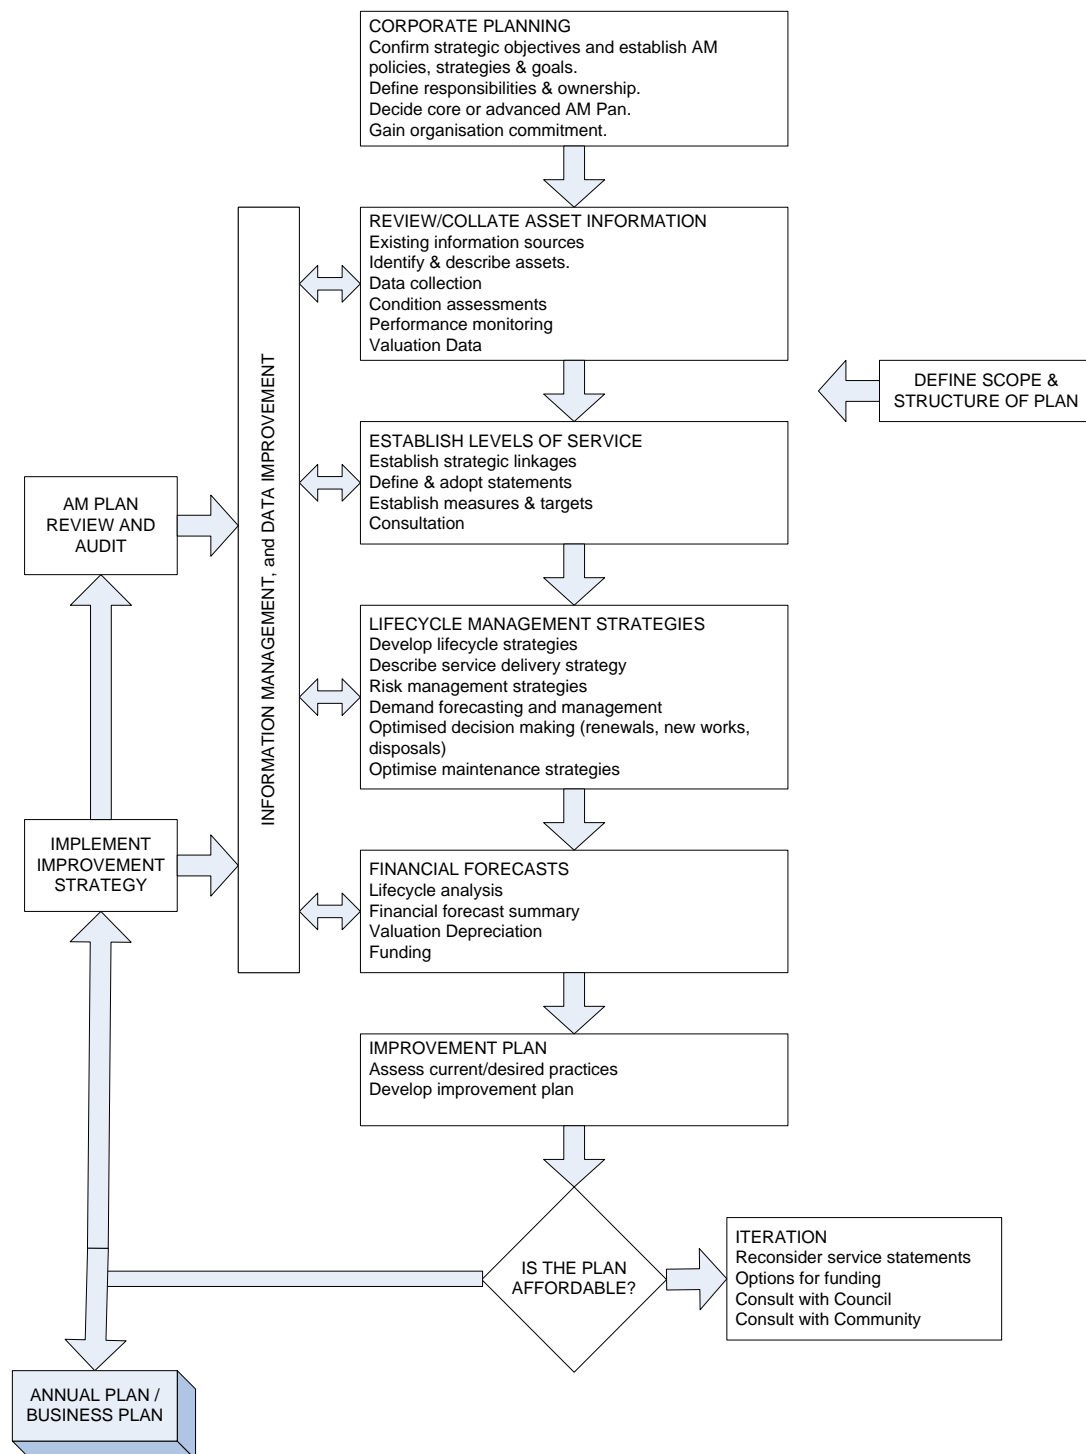 CORPORATE PLANNING
Confirm strategic objectives and establish AM
policies, strategies & goals.
Define responsibilities & ownership.
Decide core or advanced AM Pan.
Gain organisation commitment.
REVIEW/COLLATE ASSET INFORMATION
Existing information sources
Identify & describe assets.
Data collection
Condition assessments
Performance monitoring
Valuation Data
DEFINE SCOPE &
STRUCTURE OF PLAN
INFORMATION MANAGEMENT, and DATA IMPROVEMENT
ESTABLISH LEVELS OF SERVICE
Establish strategic linkages
Define & adopt statements
Establish measures & targets
Consultation
AM PLAN
REVIEW AND
AUDIT
LIFECYCLE MANAGEMENT STRATEGIES
Develop lifecycle strategies
Describe service delivery strategy
Risk management strategies
Demand forecasting and management
Optimised decision making (renewals, new works,
disposals)
Optimise maintenance strategies
IMPLEMENT
IMPROVEMENT
STRATEGY
FINANCIAL FORECASTS
Lifecycle analysis
Financial forecast summary
Valuation Depreciation
Funding
IMPROVEMENT PLAN
Assess current/desired practices
Develop improvement plan
IS THE PLAN
AFFORDABLE?
ITERATION
Reconsider service statements
Options for funding
Consult with Council
Consult with Community
ANNUAL PLAN /
BUSINESS PLAN